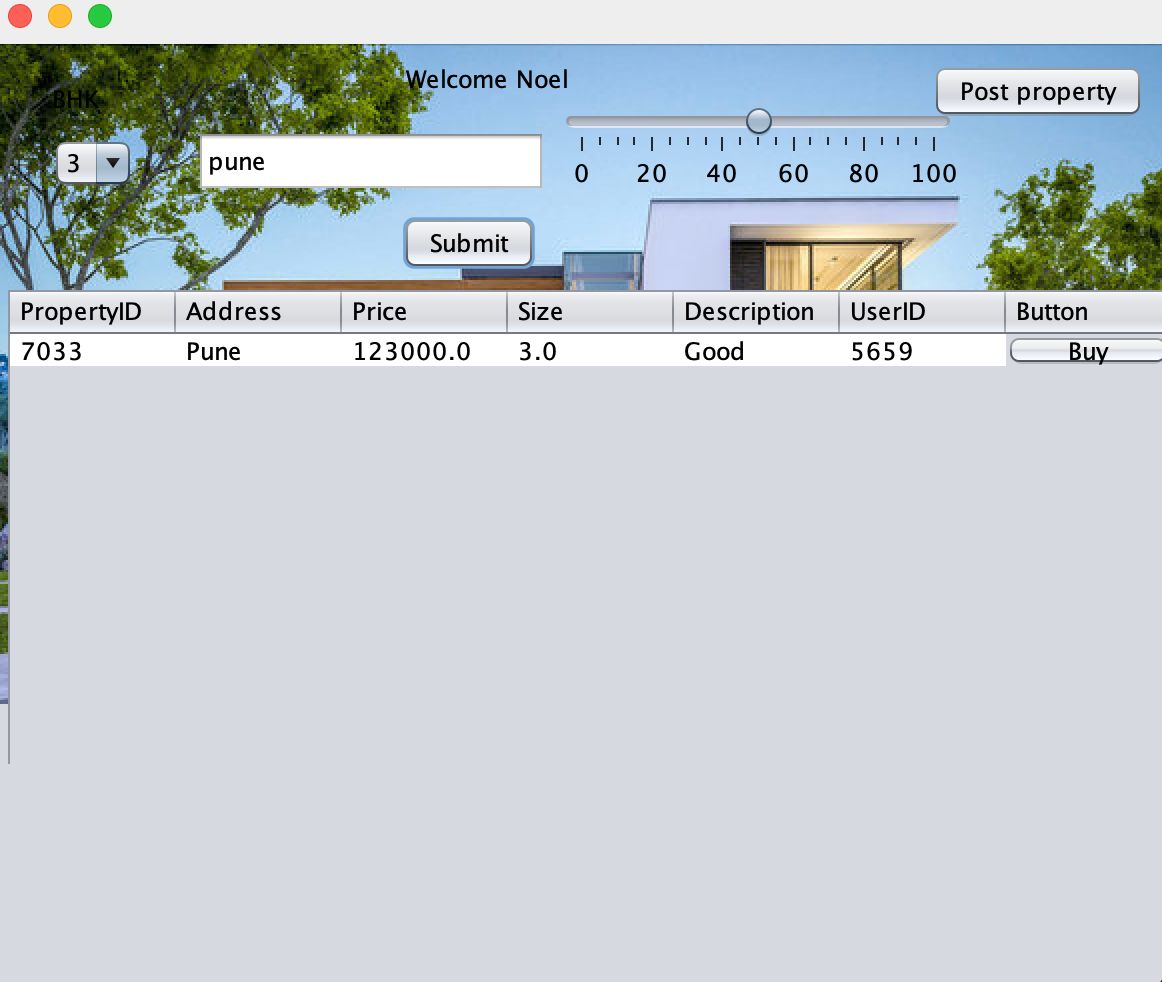 Welcome Noel
BHK
Post property
3
pune
0 20 40 60 80 100
Submit
PropertyID Address Price Size Description UserID Button
7033 Pune 123000.0 3.0 Good 5659 Buy